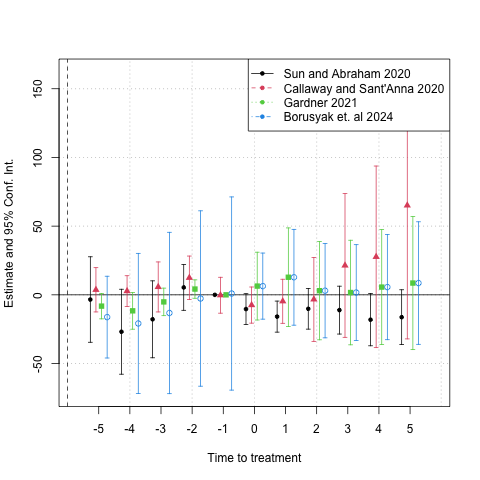 Sun and Abraham 2020
Callaway and Sant'Anna 2020
Gardner 2021
Borusyak et. al 2024
150
100
50
0
-50
Estimate and 95% Conf. Int.
-5 -4 -3 -2 -1 0 1 2 3 4 5
Time to treatment